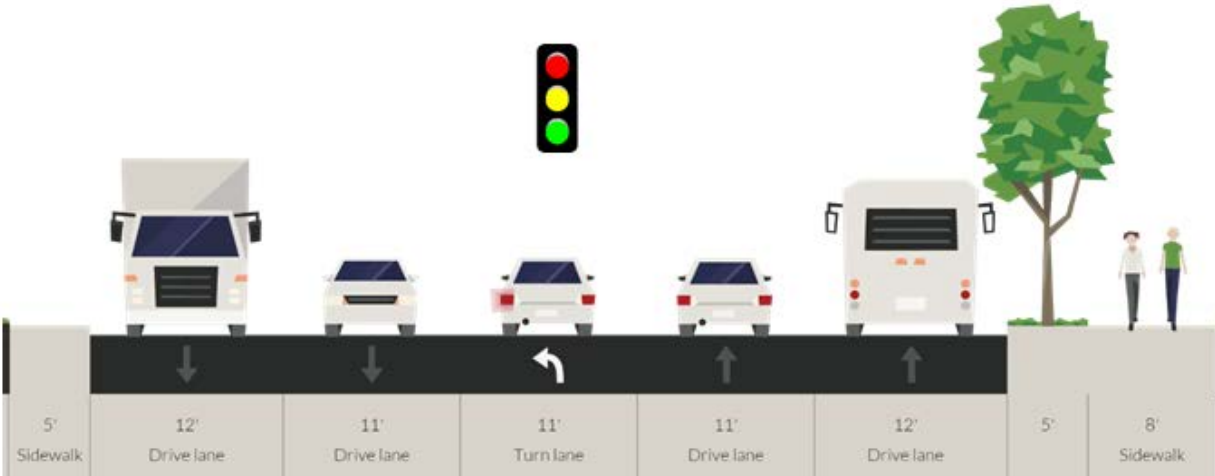 5' 12' 11' 11' 11' 12' 5' 8'
Sidewalk Drive lane Drive lane Turn lane Drive lane Drive lane Sidewalk